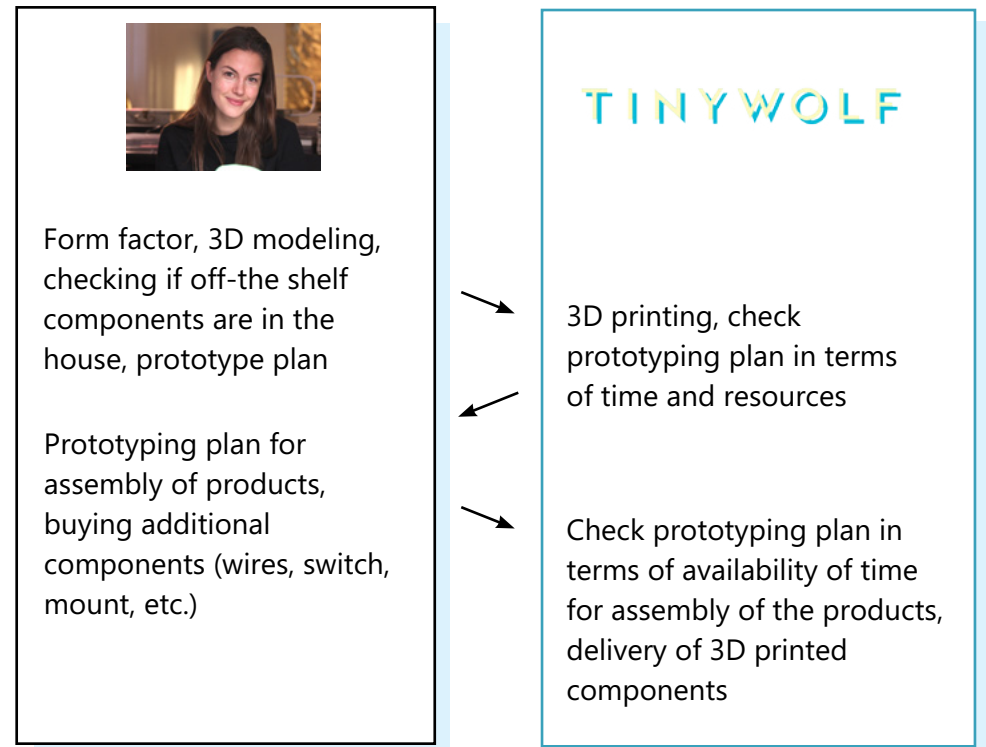 TINYWOLF
Form factor, 3D modeling,
checking if off-the shelf
components are in the
house, prototype plan
3D printing, check
prototyping plan in terms
of time and resources
Prototyping plan for
assembly of products,
buying additional
components (wires, switch,
mount, etc.)
Check prototyping plan in
terms of availability of time
for assembly of the products,
delivery of 3D printed
components